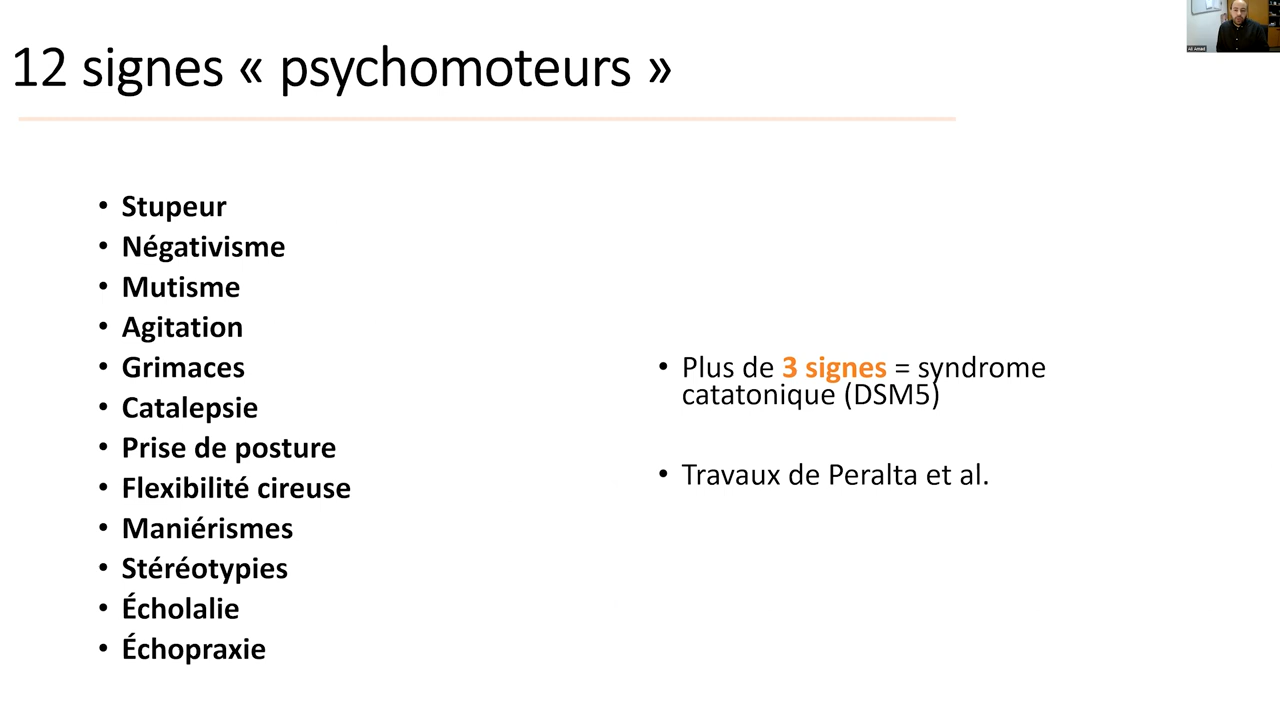 12 signes « psychomoteurs »
• Stupeur
• Négativisme
• Mutisme
• Agitation
• Grimaces
• Catalepsie
• Prise de posture
• Flexibilité cireuse
• Maniérismes
• Stéréotypies
• Écholalie
• Échopraxie
• Plus de 3 signes = syndrome
catatonique (DSM5)
• Travaux de Peralta et al.